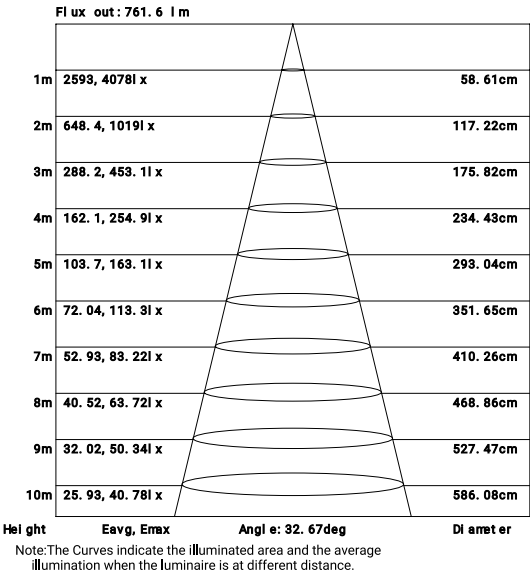 Flux out:761.6 lm
1m 2593, 4078lx 58.61cm
2m 648.4, 1019lx 117.22cm
3m 288.2, 453.1lx 175.82cm
4m 162.1, 254.9lx 234.43cm
5m 103.7, 163.1lx 293.04cm
6m 72.04, 113.3lx 351.65cm
7m 52.93, 83.22lx 410.26cm
8m 40.52, 63.72lx 468.86cm
9m 32.02, 50.34lx 527.47cm
10m 25.93, 40.78lx 586.08cm
Height Eavg, Emax Angle:32.67deg Diameter
Note:The Curves indicate the illuminated area and the average
illumination when the luminaire is at different distance.